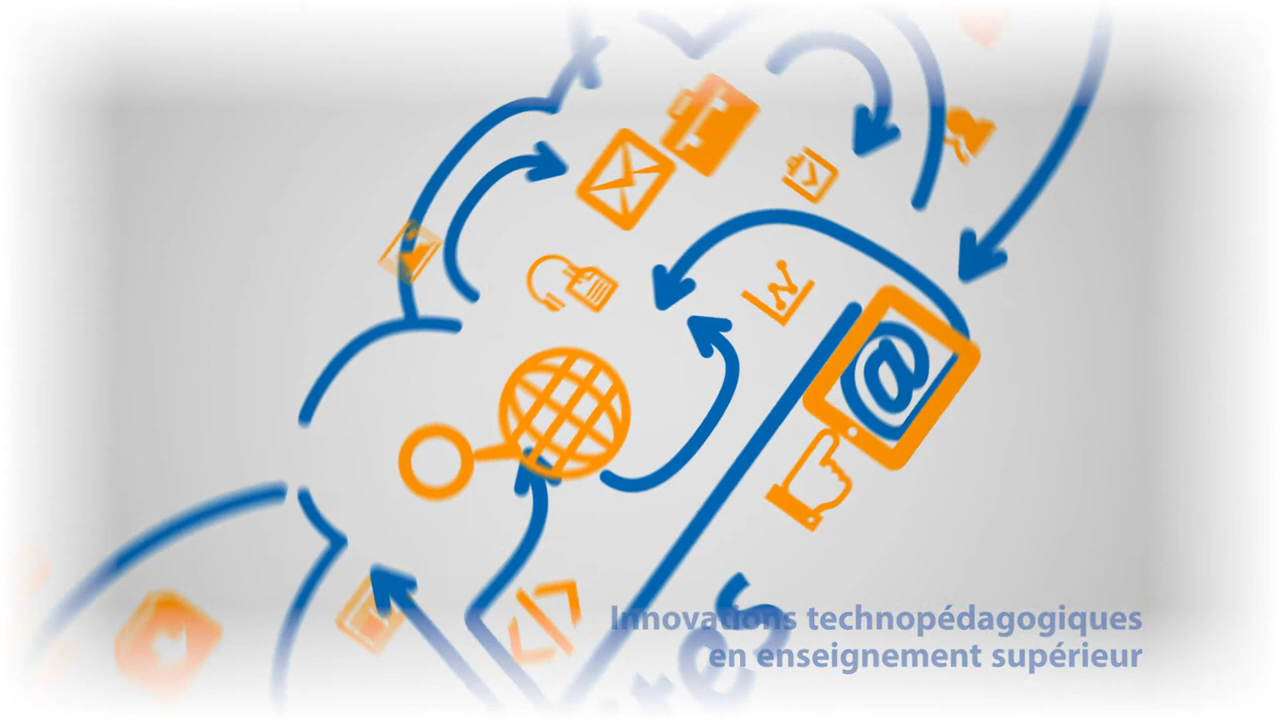 Innovations technopédagogiques
en enseignement supérieur
@
</>